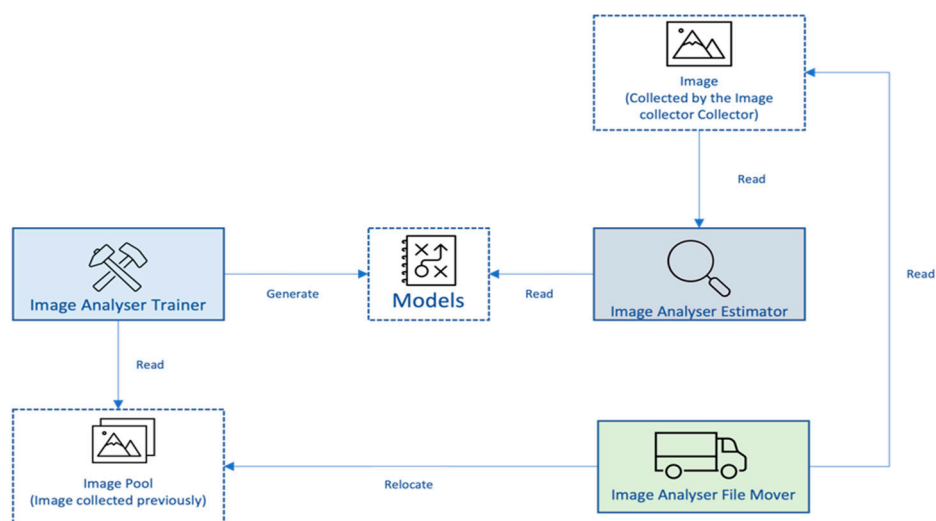 Image
(Collected by the Image
collector Collector)
Read
Read
Image Analyser Trainer
Generate
Models
Read
Image Analyser Estimator
Read
Image Pool
(Image collected previously)
Relocate
Image Analyser File Mover